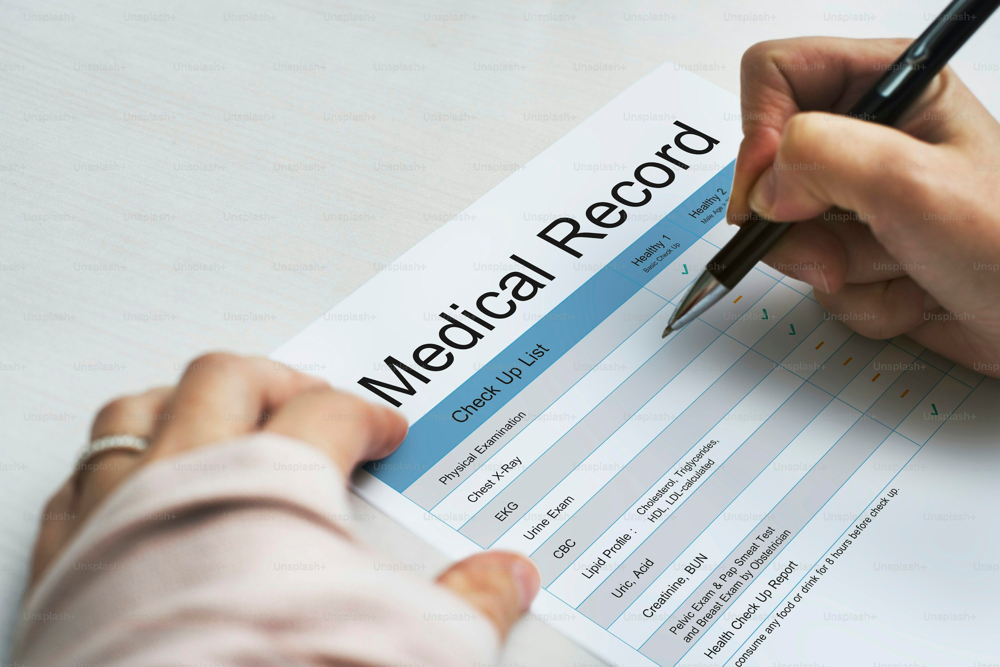 Medical Record
Check Up List
Healthy 1
Basic Check Up
Healthy 2
Male Age >
Physical Examination
Chest X-Ray
EKG
Urine Exam
CBC
Lipid Profile :
Cholesterol, Triglycerides,
HDL, LDL-calculated
Uric, Acid
Creatinine, BUN
Pelvic Exam & Pap Smeat Test
and Breast Exam by Obstetrician
Health Check Up Report
consume any food or drink for 8 hours before check up.
Unsplash+